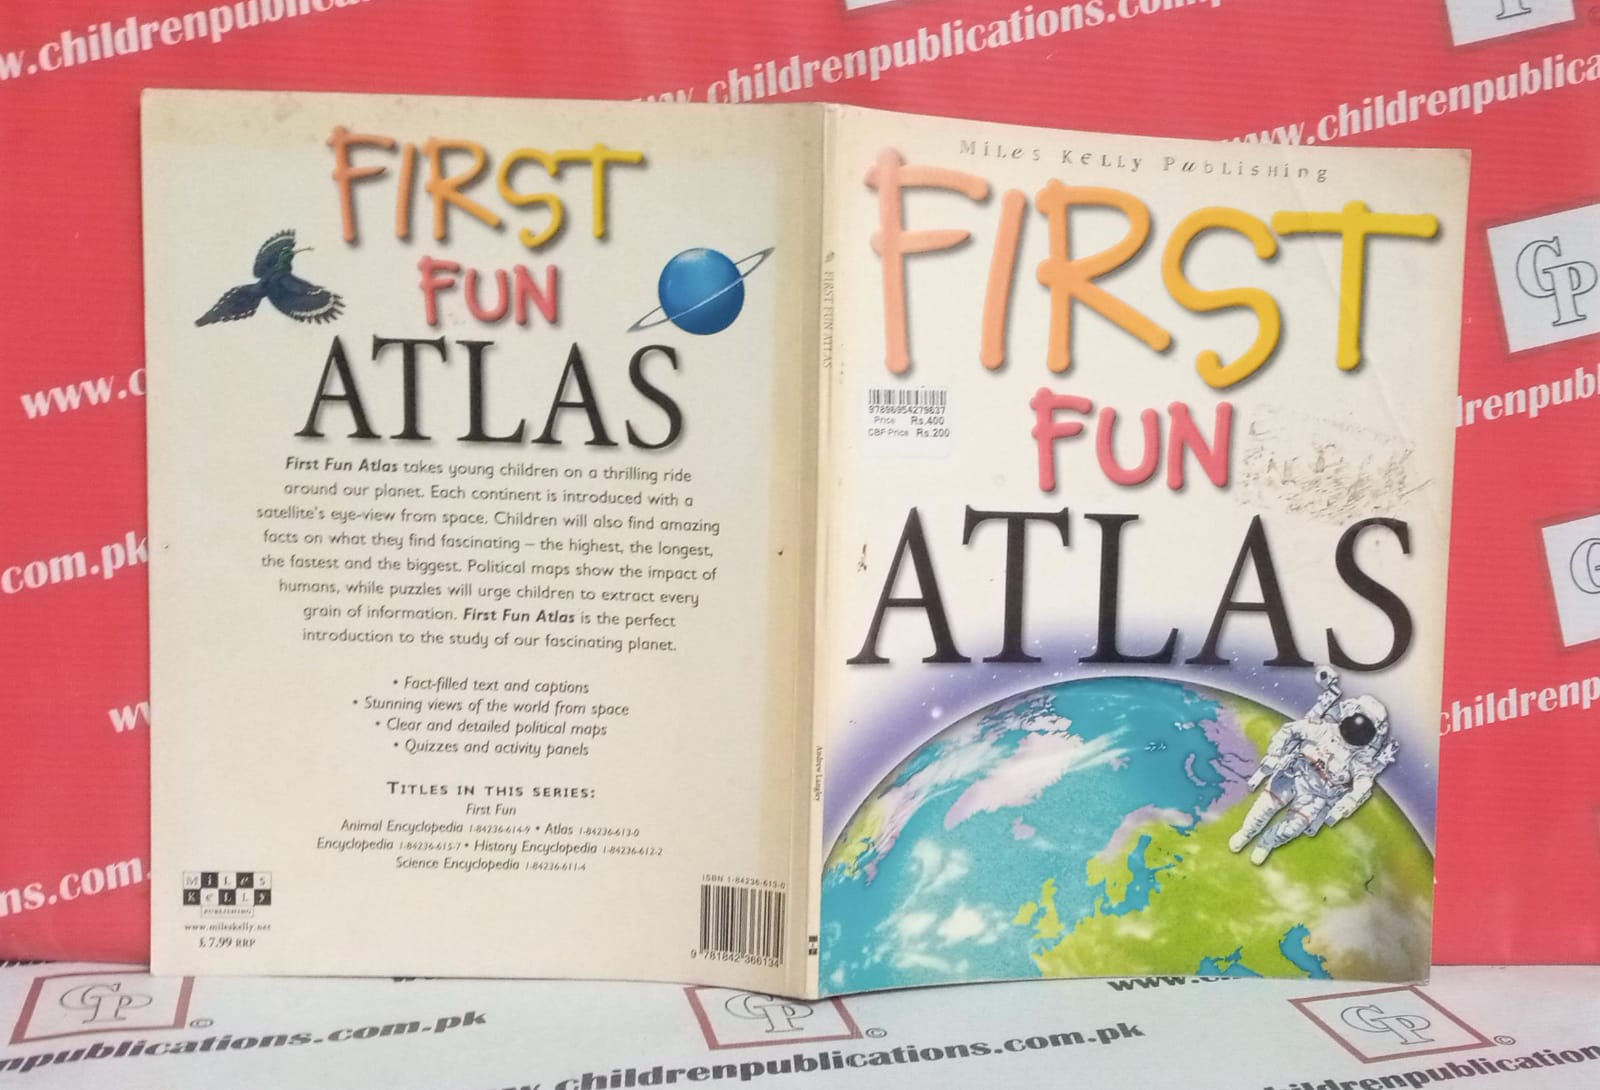 www.childrenpublications.com
www.childrenpublications.com
FIRST
FUN
ATLAS
First Fun Atlas takes young children on a thrilling ride
around our planet. Each continent is introduced with a
satellite's eye-view from space. Children will also find amazing
facts on what they find fascinating – the highest, the longest,
the fastest and the biggest. Political maps show the impact of
humans, while puzzles will urge children to extract every
grain of information. First Fun Atlas is the perfect
introduction to the study of our fascinating planet.
• Fact-filled text and captions
• Stunning views of the world from space
• Clear and detailed political maps
• Quizzes and activity panels
TITLES IN THIS SERIES:
First Fun
Animal Encyclopedia 1-84236-614-9 • Atlas 1-84236-613-0
Encyclopedia 1-84236-615-7 • History Encyclopedia 1-84236-612-2
Science Encyclopedia 1-84236-611-4
MiLeS
KeLLy
PUBLISHING
www.mileskelly.net
£7.99 RRP
ISBN 1-84236-613-0
9 781842 366134
FIRST FUN ATLAS
Andrew Langley
MiLeS KeLLy PubLiSHing
FIRST
FUN
ATLAS
97896954279637
Price Rs.400
CBF Price Rs.200
www.c
.com.pk
GP
npublications.com.pk
GP
childrenpublications.com.pk
GP